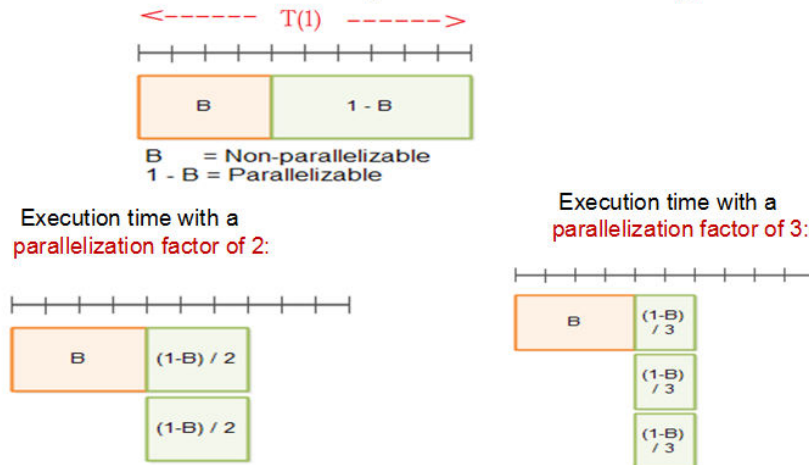 T(1)
B
1 - B
B = Non-parallelizable
1 - B = Parallelizable
Execution time with a
parallelization factor of 2:
B
(1-B) / 2
(1-B) / 2
Execution time with a
parallelization factor of 3:
B
(1-B)
/ 3
(1-B)
/ 3
(1-B)
/ 3